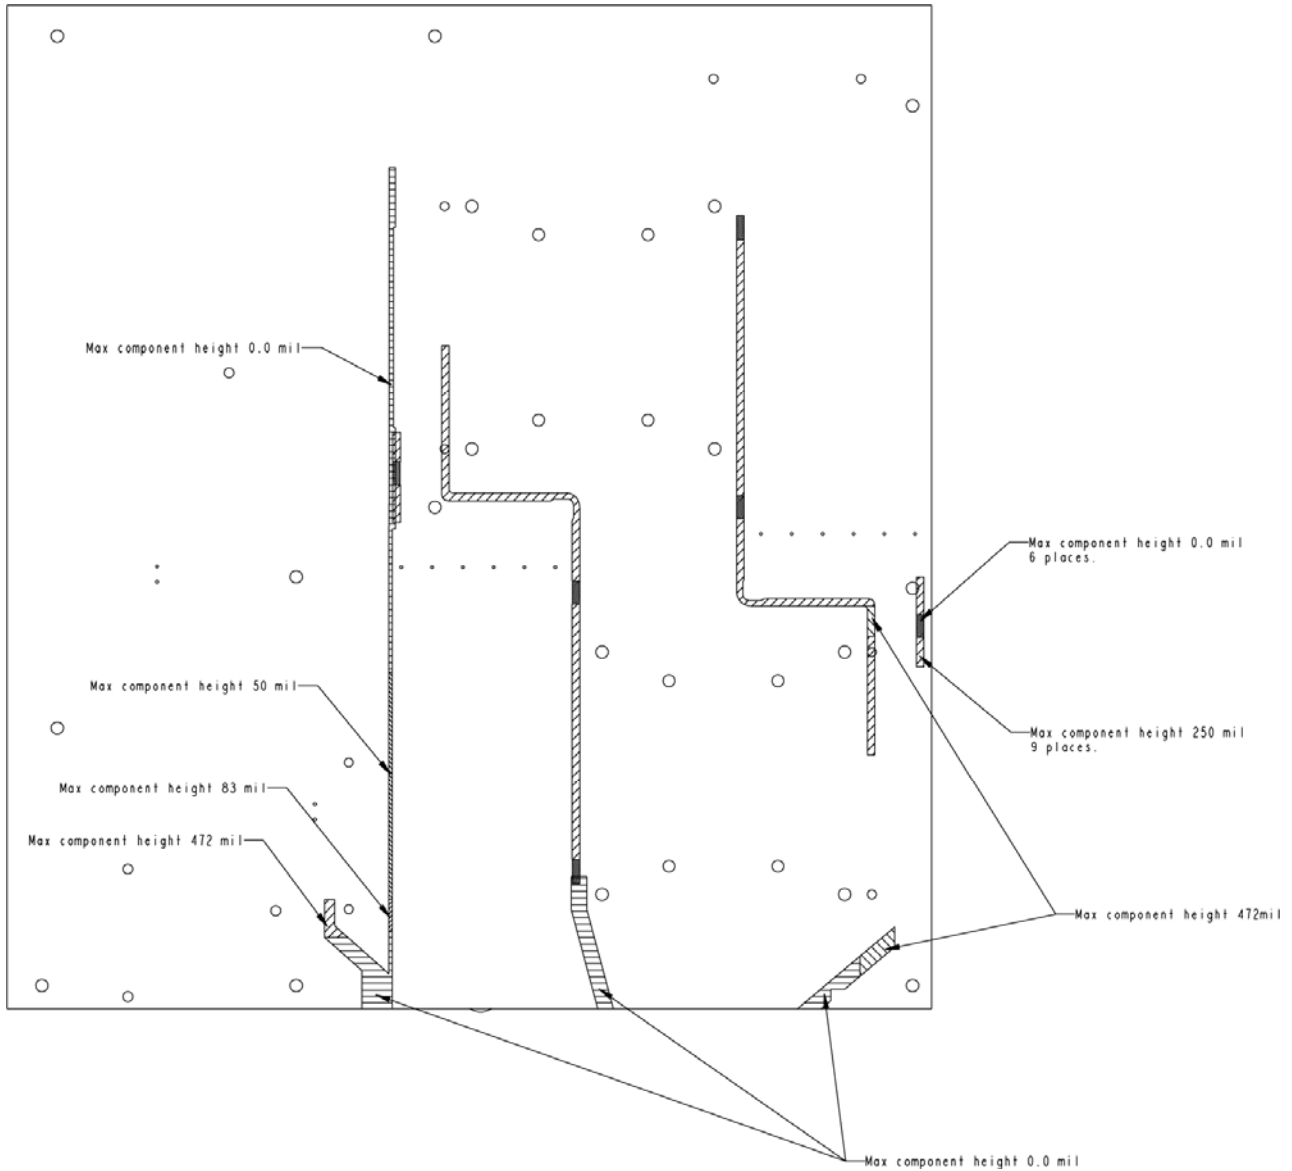 Max component height 0.0 mil
Max component height 0.0 mil
6 places.
Max component height 50 mil
Max component height 250 mil
9 places.
Max component height 83 mil
Max component height 472 mil
Max component height 472mil
Max component height 0.0 mil